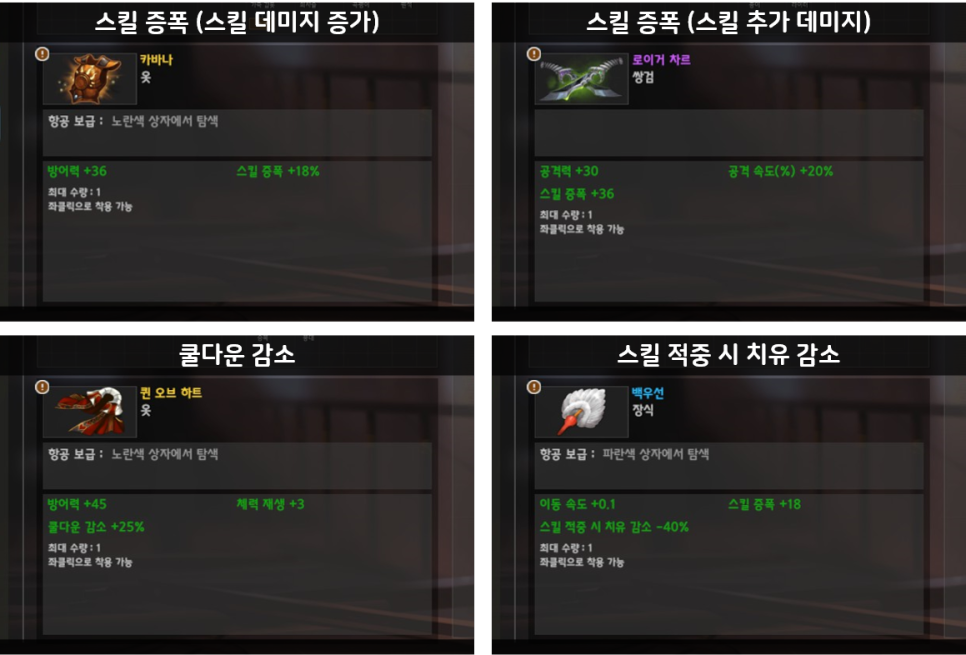 스킬 증폭 (스킬 데미지 증가)
카바나
옷
항공 보급 : 노란색 상자에서 탐색
방어력 +36
스킬 증폭 +18%
최대 수량 : 1
좌클릭으로 착용 가능
스킬 증폭 (스킬 추가 데미지)
로이거 차르
쌍검
공격력 +30
공격 속도(%) +20%
스킬 증폭 +36
최대 수량 : 1
좌클릭으로 착용 가능
쿨다운 감소
퀸 오브 하트
옷
항공 보급 : 노란색 상자에서 탐색
방어력 +45
체력 재생 +3
쿨다운 감소 +25%
최대 수량 : 1
좌클릭으로 착용 가능
스킬 적중 시 치유 감소
백우선
장식
항공 보급 : 파란색 상자에서 탐색
이동 속도 +0.1
스킬 증폭 +18
스킬 적중 시 치유 감소 -40%
최대 수량 : 1
좌클릭으로 착용 가능